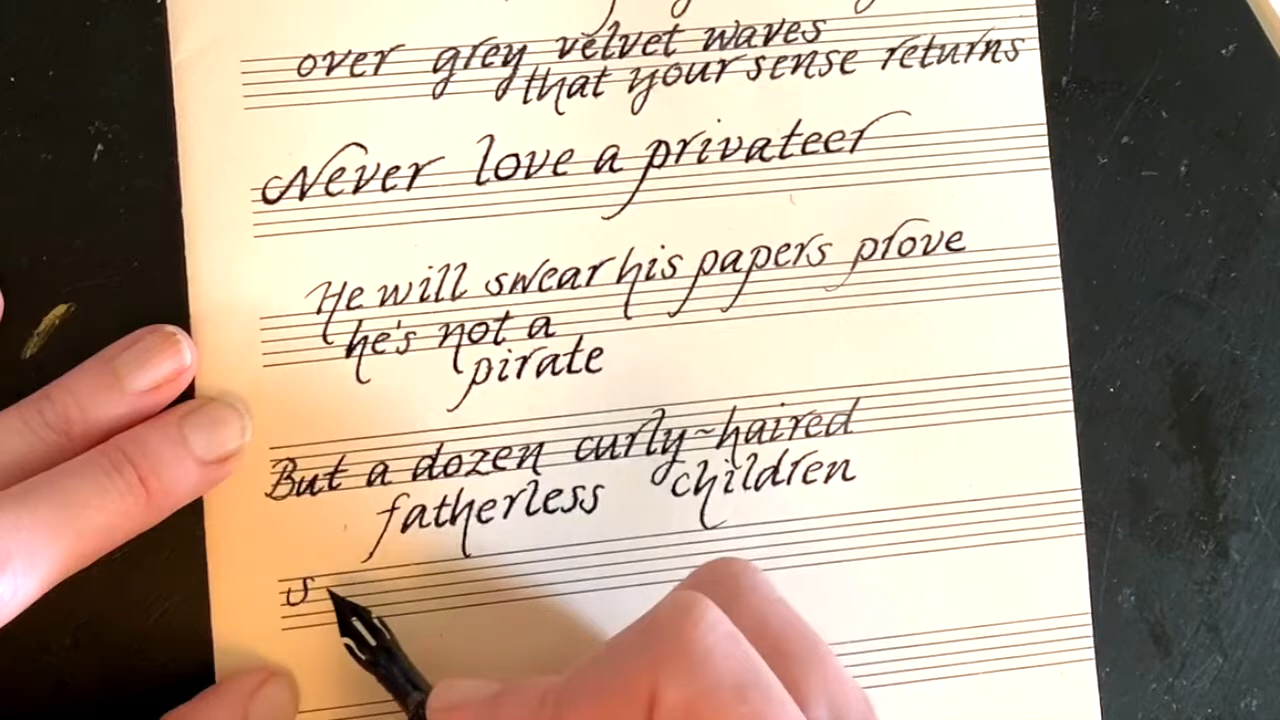 over grey velvet waves
that your sense returns
Never love a privateer
He will swear his papers prove
he's not a
pirate
But a dozen curly~haired
fatherless children
s